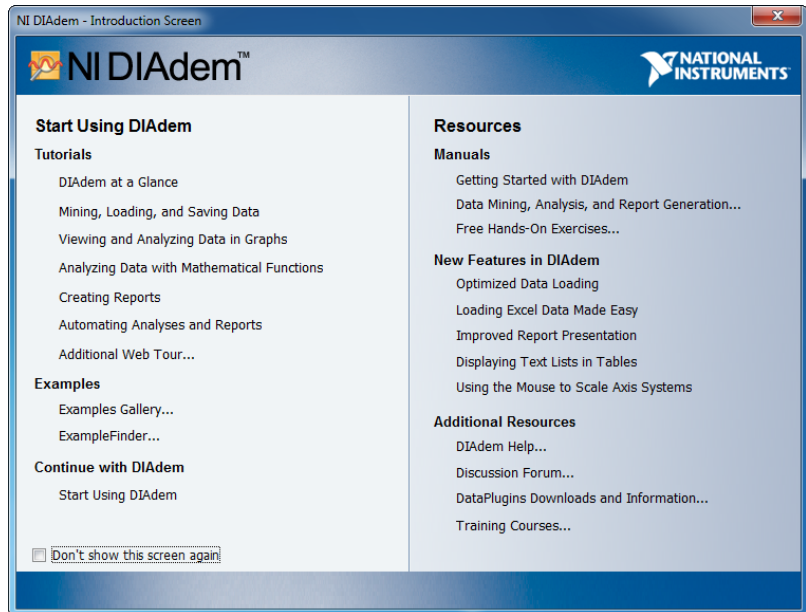 NI DIAdem - Introduction Screen
NI DIAdem™
NATIONAL
INSTRUMENTS™
Start Using DIAdem
Tutorials
DIAdem at a Glance
Mining, Loading, and Saving Data
Viewing and Analyzing Data in Graphs
Analyzing Data with Mathematical Functions
Creating Reports
Automating Analyses and Reports
Additional Web Tour...
Examples
Examples Gallery...
ExampleFinder...
Continue with DIAdem
Start Using DIAdem
Don't show this screen again
Resources
Manuals
Getting Started with DIAdem
Data Mining, Analysis, and Report Generation...
Free Hands-On Exercises...
New Features in DIAdem
Optimized Data Loading
Loading Excel Data Made Easy
Improved Report Presentation
Displaying Text Lists in Tables
Using the Mouse to Scale Axis Systems
Additional Resources
DIAdem Help...
Discussion Forum...
DataPlugins Downloads and Information...
Training Courses...